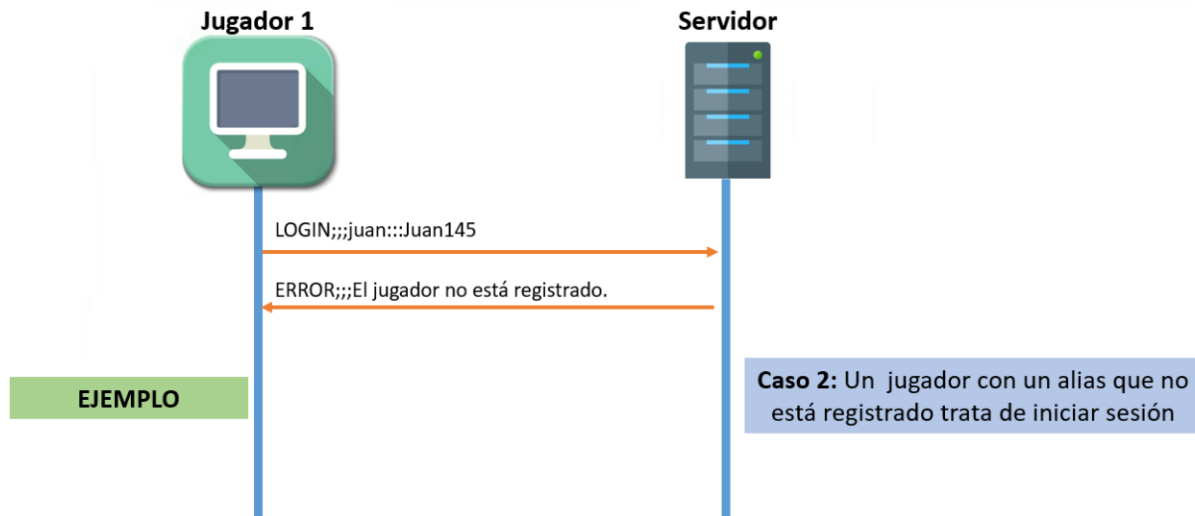 Jugador 1
Servidor
LOGIN;;;juan:::Juan145
ERROR;;;El jugador no está registrado.
EJEMPLO
Caso 2: Un jugador con un alias que no
está registrado trata de iniciar sesión